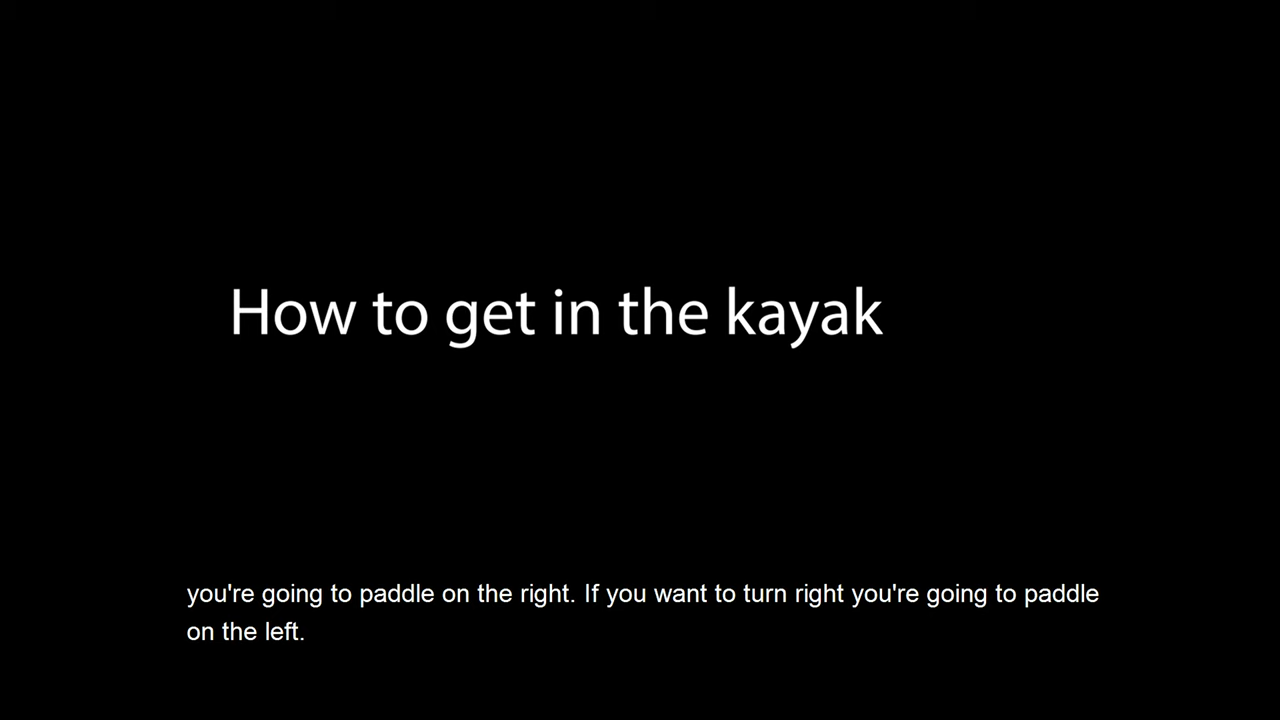 How to get in the kayak
you're going to paddle on the right. If you want to turn right you're going to paddle
on the left.